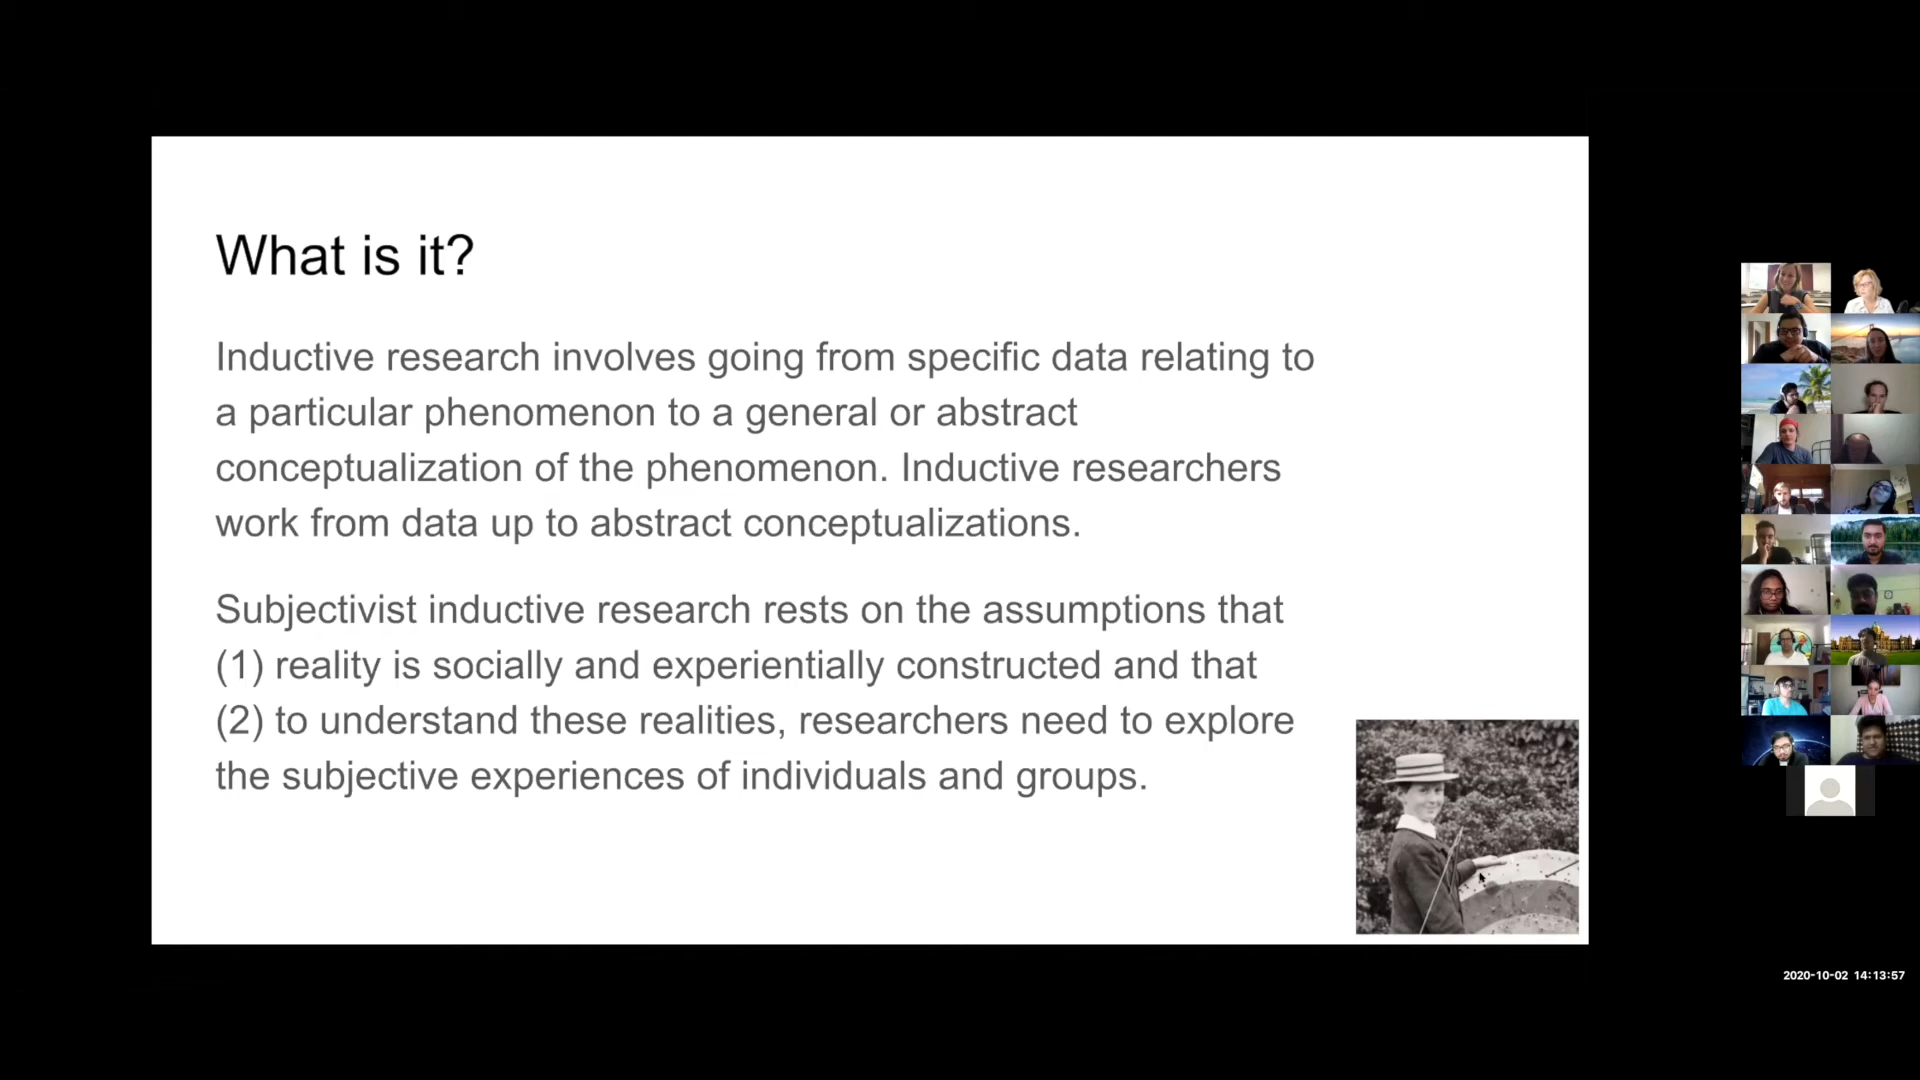 What is it?
Inductive research involves going from specific data relating to
a particular phenomenon to a general or abstract
conceptualization of the phenomenon. Inductive researchers
work from data up to abstract conceptualizations.
Subjectivist inductive research rests on the assumptions that
(1) reality is socially and experientially constructed and that
(2) to understand these realities, researchers need to explore
the subjective experiences of individuals and groups.
2020-10-02 14:13:57